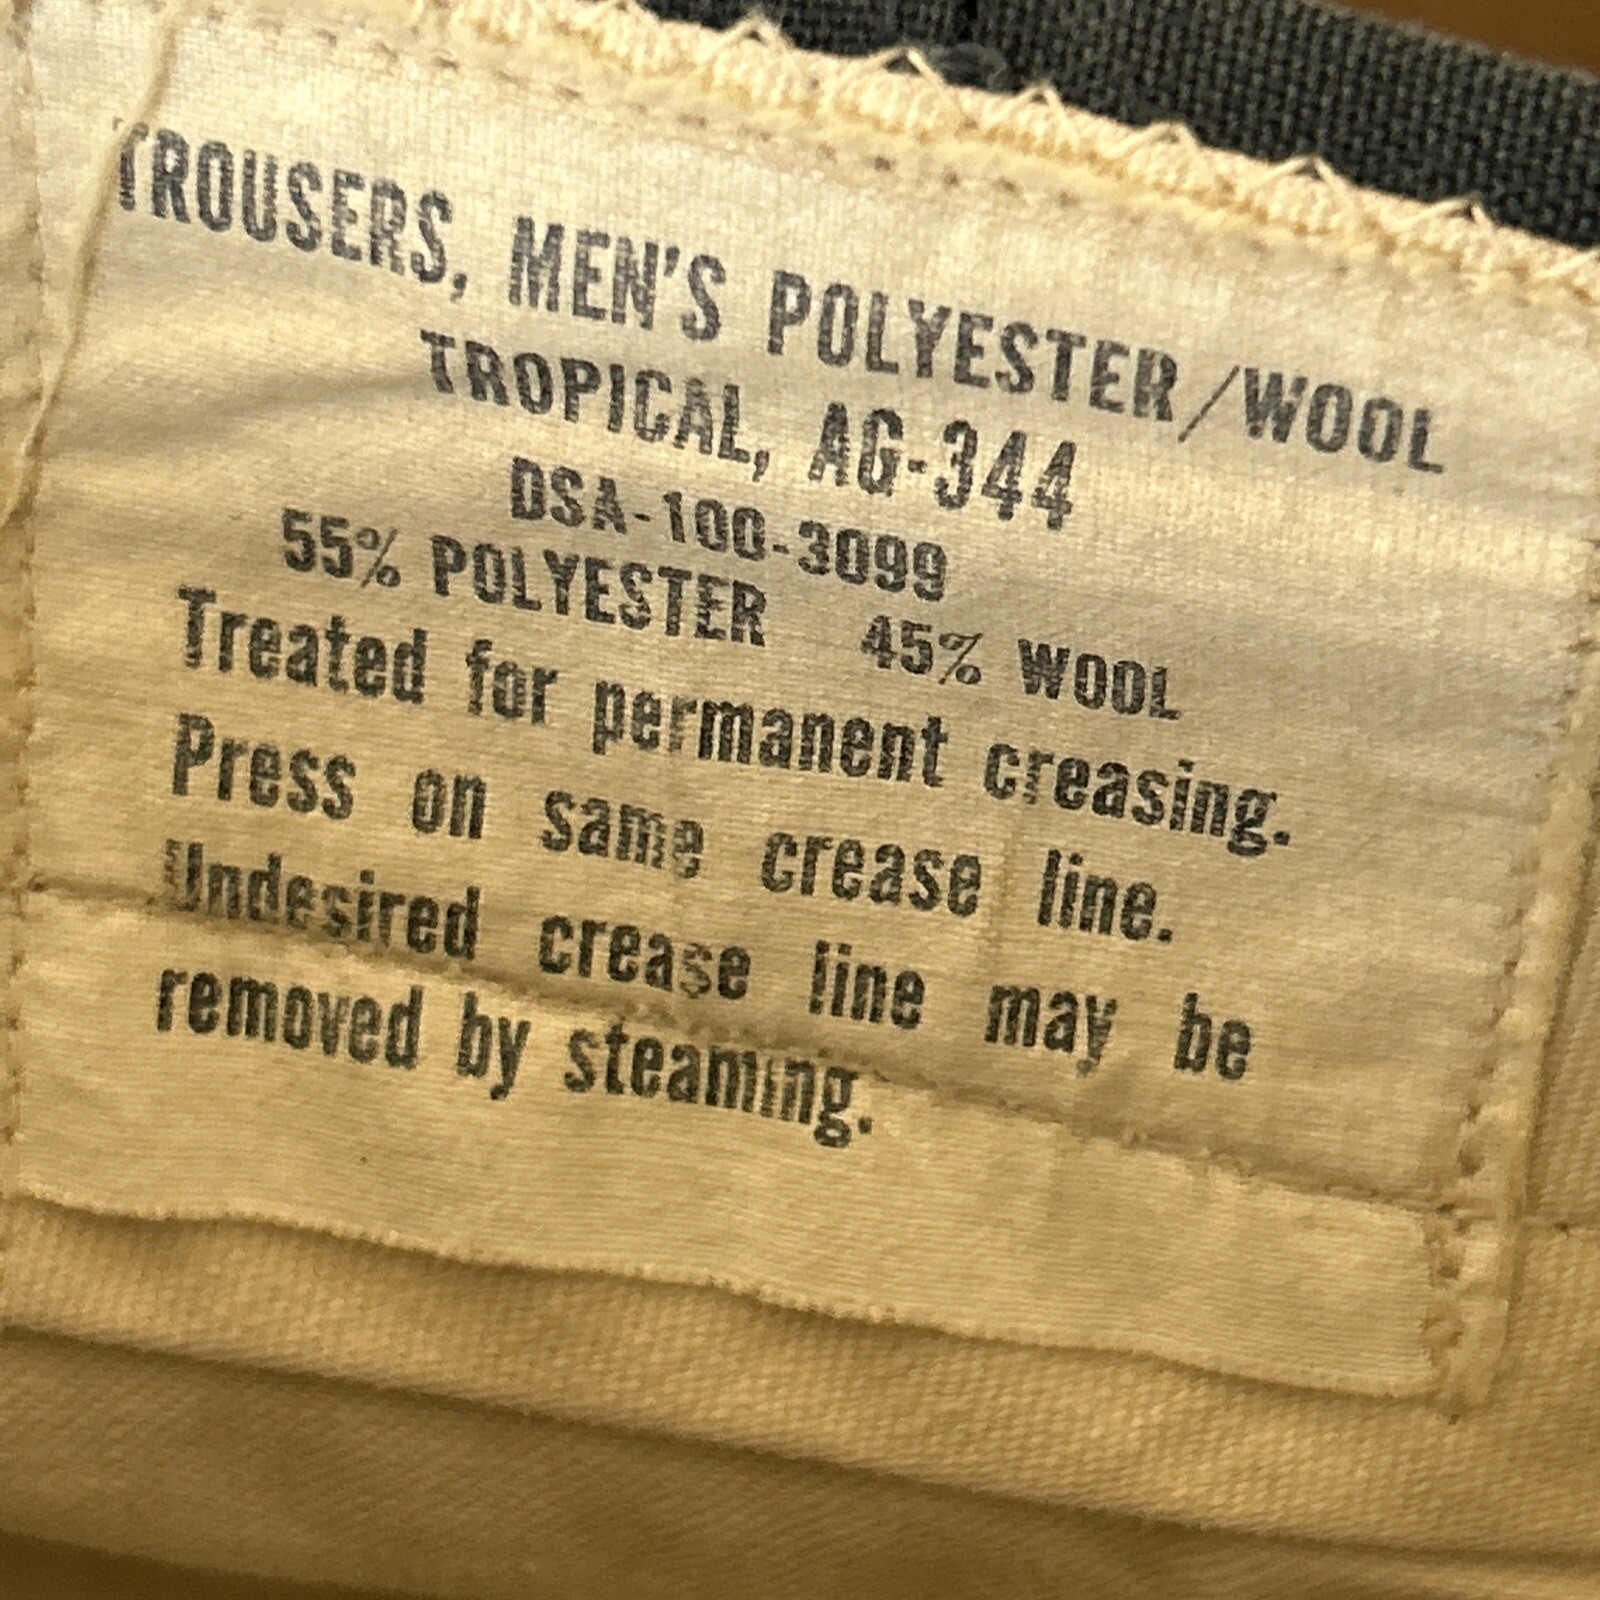 TROUSERS, MEN'S POLYESTER/WOOL
TROPICAL, AG-344
DSA-100-3099
55% POLYESTER 45% WOOL
Treated for permanent creasing.
Press on same crease line.
Undesired crease line may be
removed by steaming.